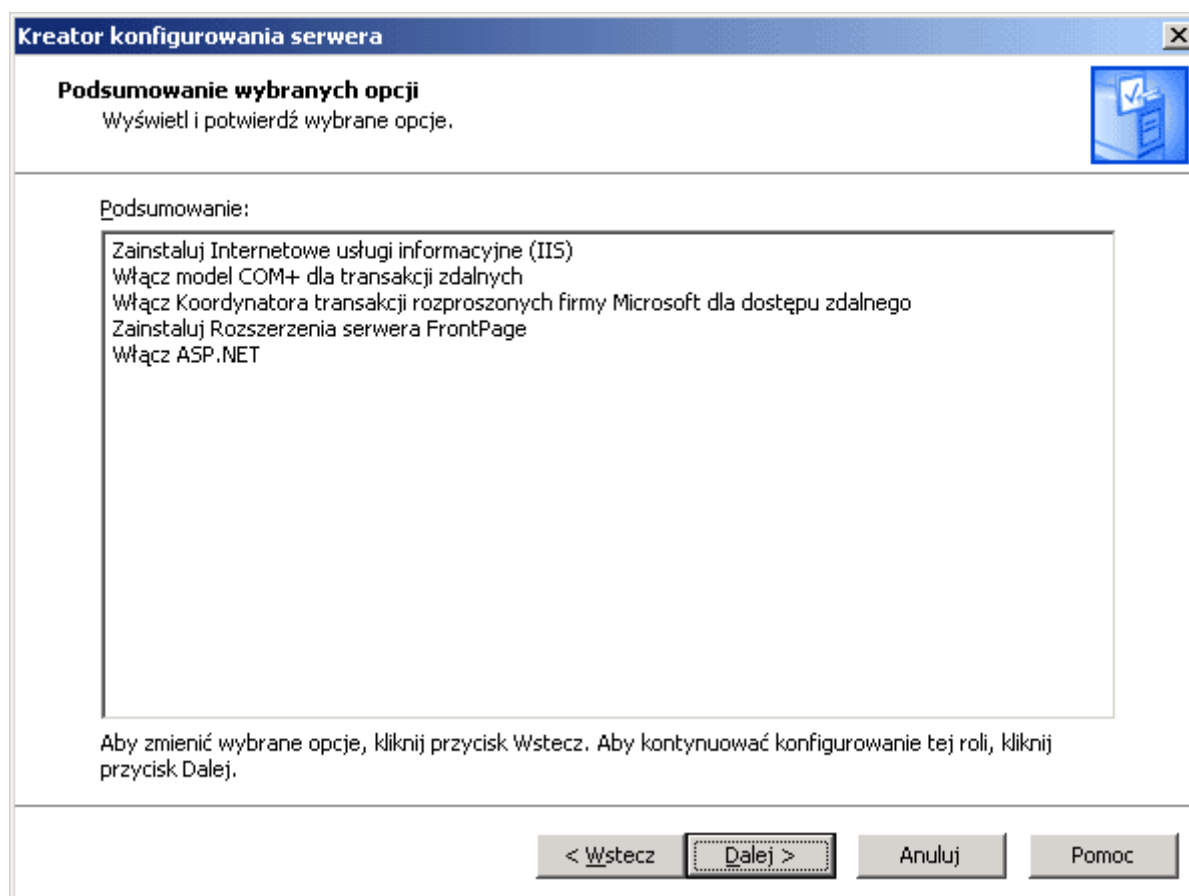 Kreator konfigurowania serwera
Podsumowanie wybranych opcji
Wyświetl i potwierdź wybrane opcje.
Podsumowanie:
Zainstaluj Internetowe usługi informacyjne (IIS)
Włącz model COM+ dla transakcji zdalnych
Włącz Koordynatora transakcji rozproszonych firmy Microsoft dla dostępu zdalnego
Zainstaluj Rozszerzenia serwera FrontPage
Włącz ASP.NET
Aby zmienić wybrane opcje, kliknij przycisk Wstecz. Aby kontynuować konfigurowanie tej roli, kliknij
przycisk Dalej.
< Wstecz Dalej > Anuluj Pomoc